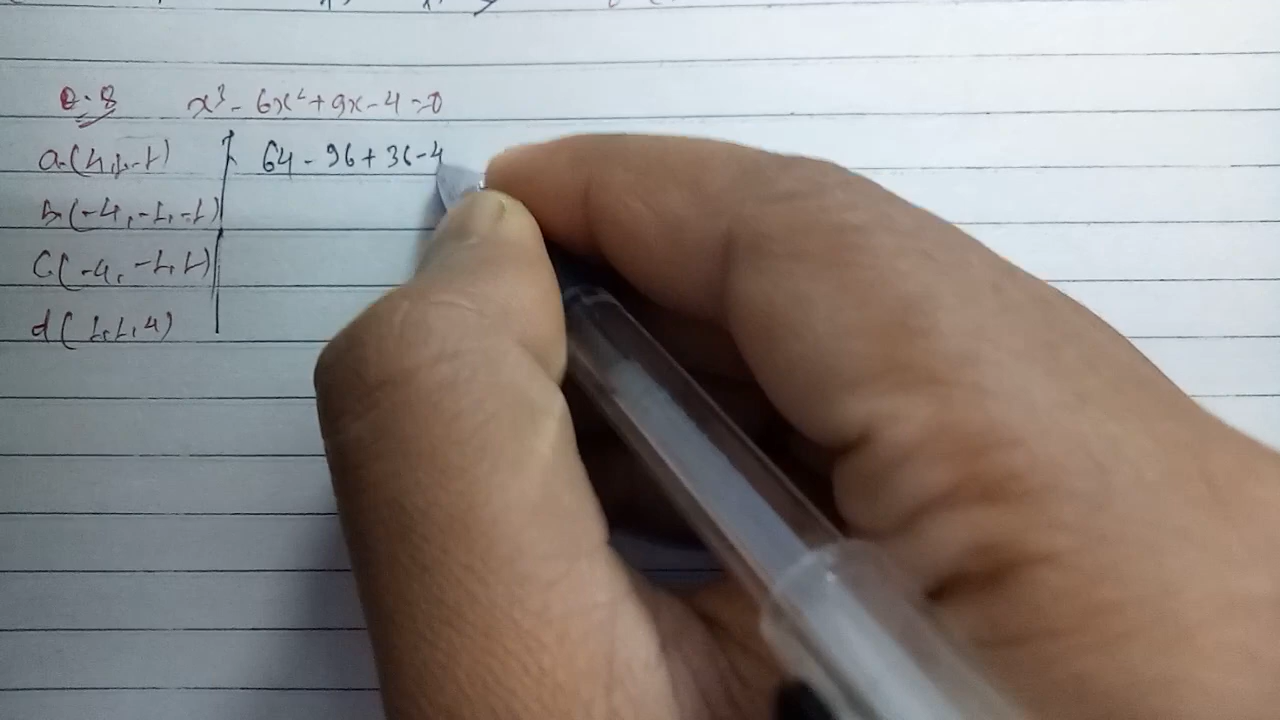 Q.8 x³ - 6x² + 9x - 4 = 0
a.(4,1,-1) 64 - 96 + 36 - 4
b(-4,-1,-1)
C(-4,-1,1)
d(1,1,4)